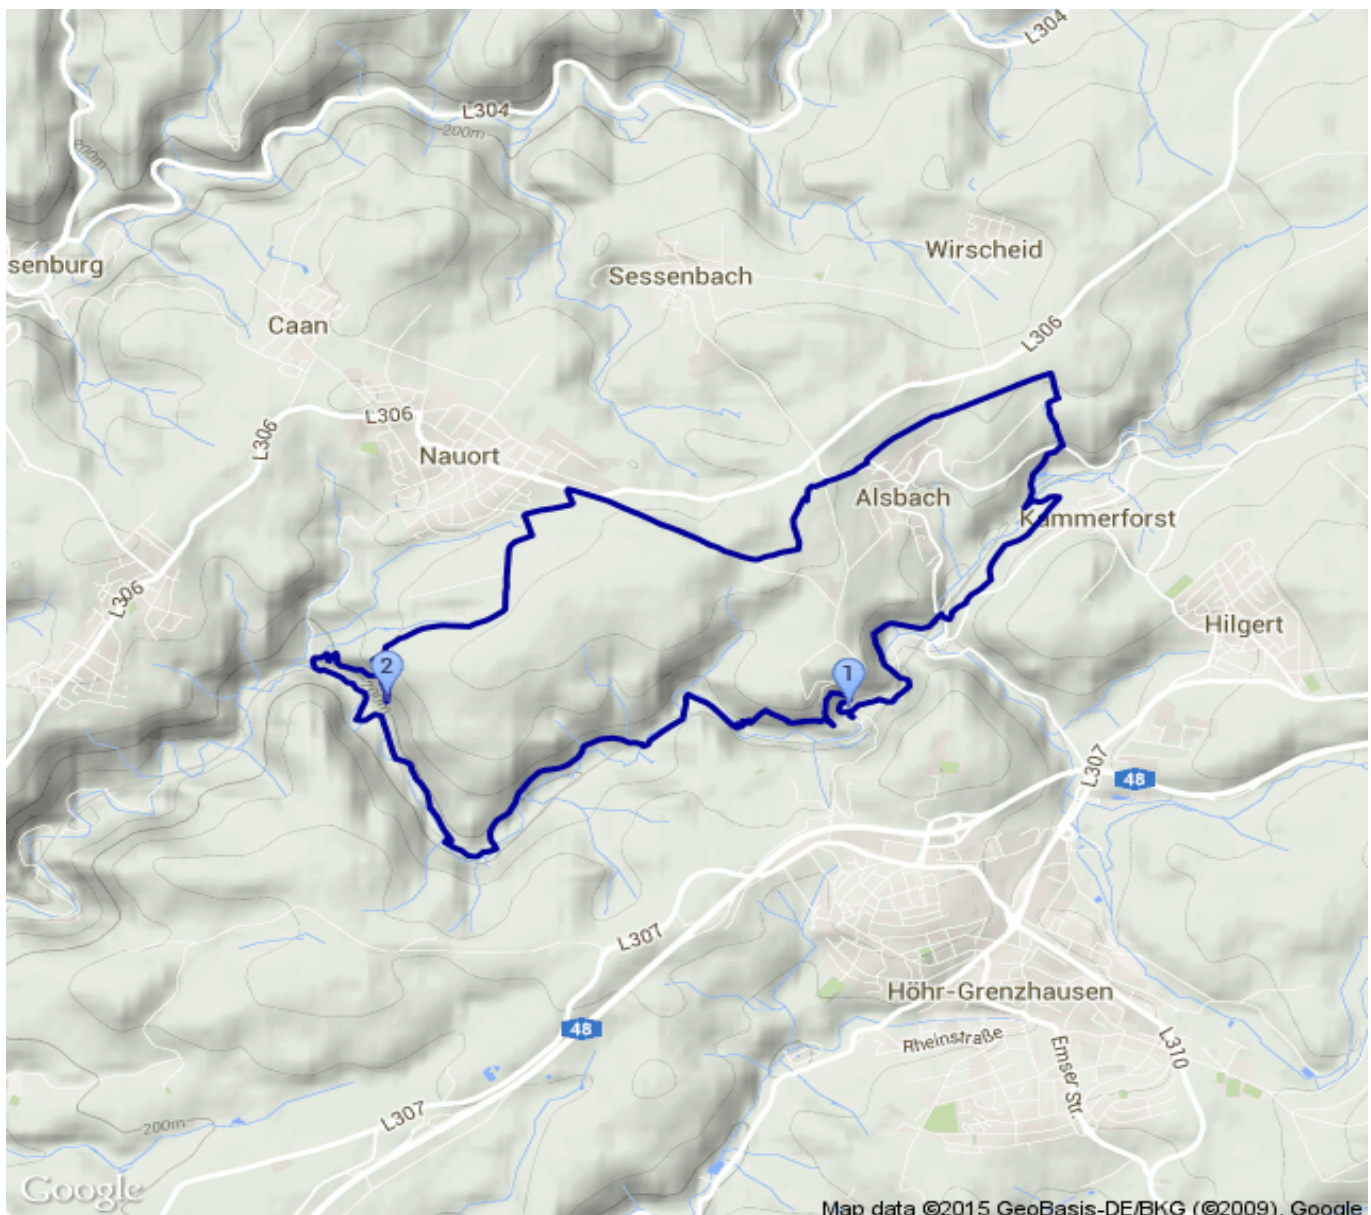 L304
L304
200m
200m
Wirscheid
senburg
Sessenbach
Caan
L306
L306
L306
Nauort
Alsbach
Kammerforst
L306
Hilgert
2
1
L307
48
L307
Höhr-Grenzhausen
48
Rheinstraße
Emser Str.
L310
L307
200m
Google
Map data ©2015 GeoBasis-DE/BKG (©2009), Google